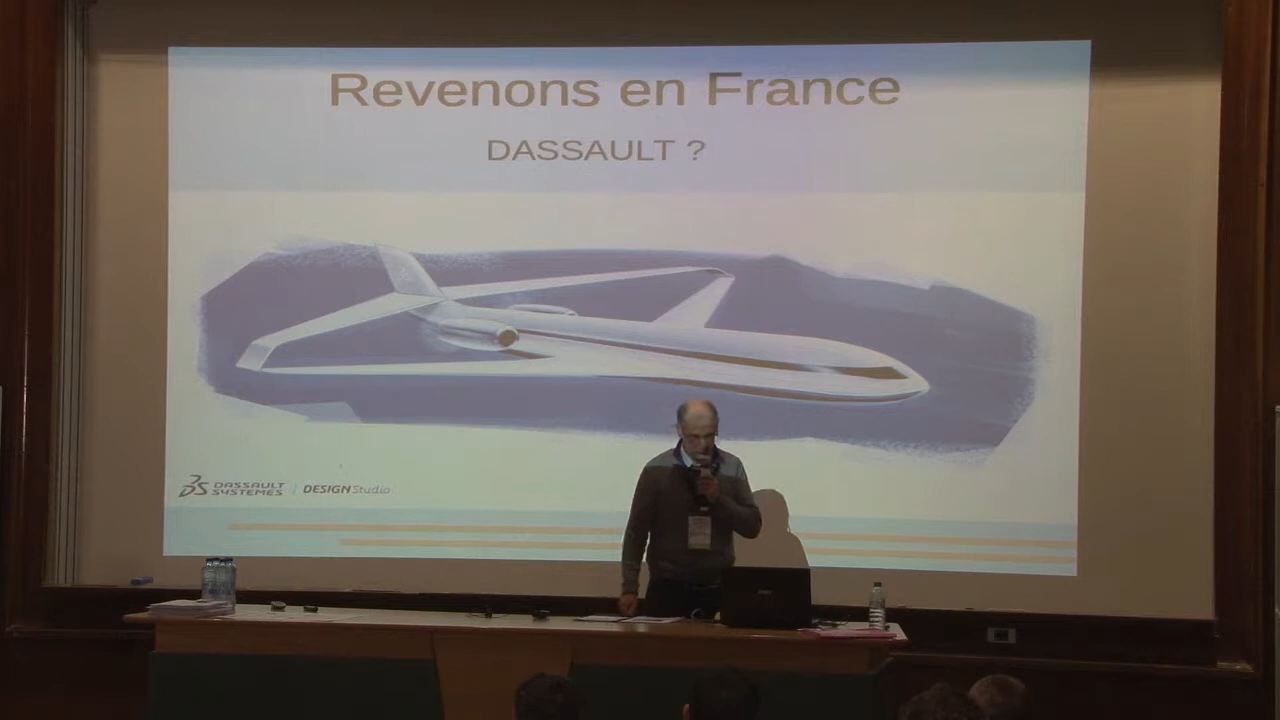 Revenons en France
DASSAULT ?
DASSAULT SYSTEMES | DESIGN Studio